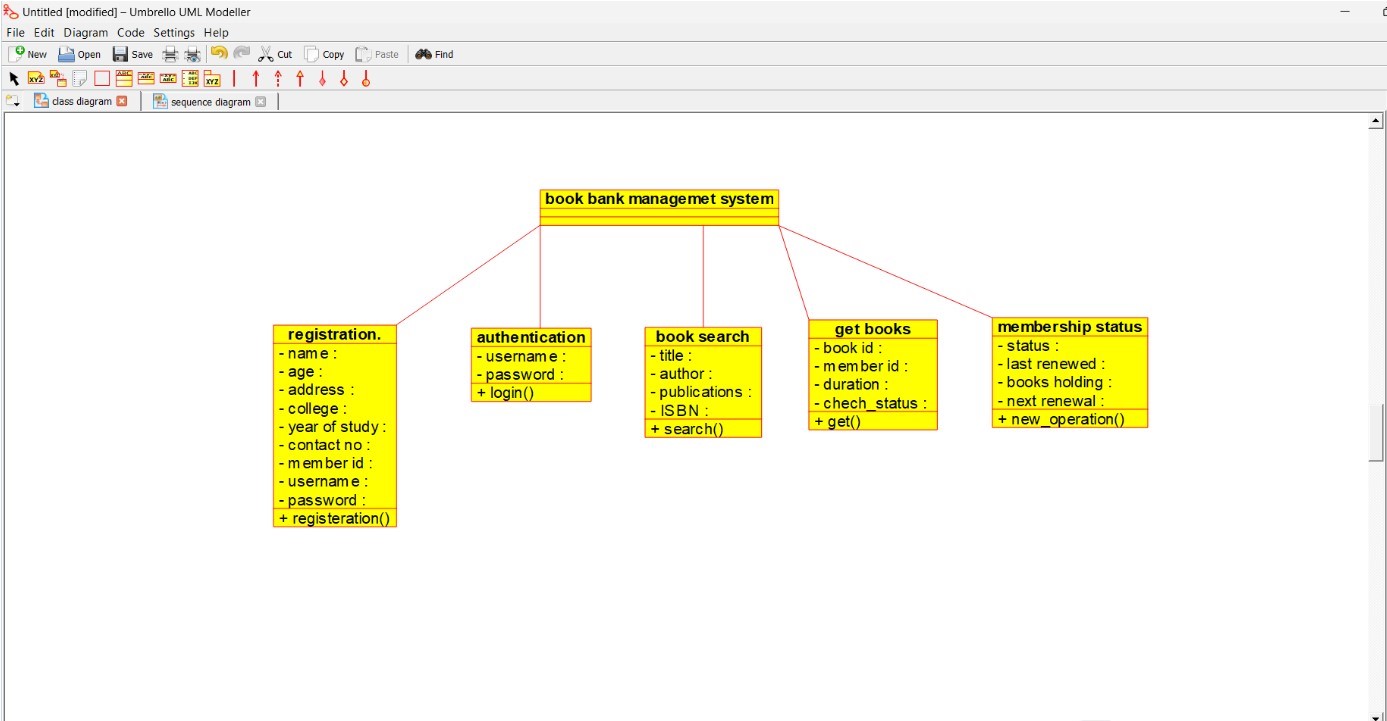 Untitled [modified] – Umbrello UML Modeller
File Edit Diagram Code Settings Help
New Open Save Cut Copy Paste Find
class diagram sequence diagram
book bank managemet system
registration.
- name :
- age :
- address :
- college :
- year of study :
- contact no :
- member id :
- username :
- password :
+ registeration()
authentication
- username :
- password :
+ login()
book search
- title :
- author :
- publications :
- ISBN :
+ search()
get books
- book id :
- member id :
- duration :
- chech_status :
+ get()
membership status
- status :
- last renewed :
- books holding :
- next renewal :
+ new_operation()